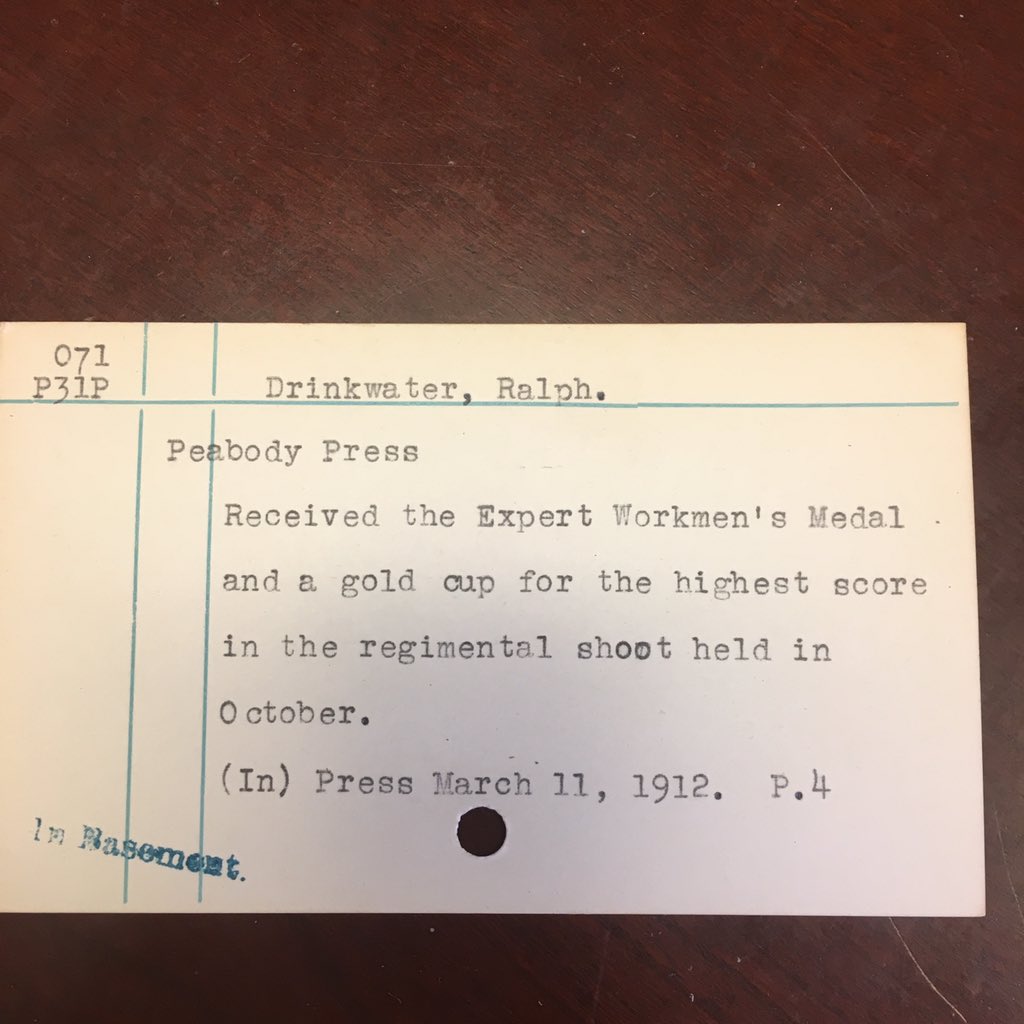 071
P31P
Drinkwater, Ralph.
Peabody Press
Received the Expert Workmen's Medal
and a gold cup for the highest score
in the regimental shoot held in
October.
(In) Press March 11, 1912. P.4
In Basement.